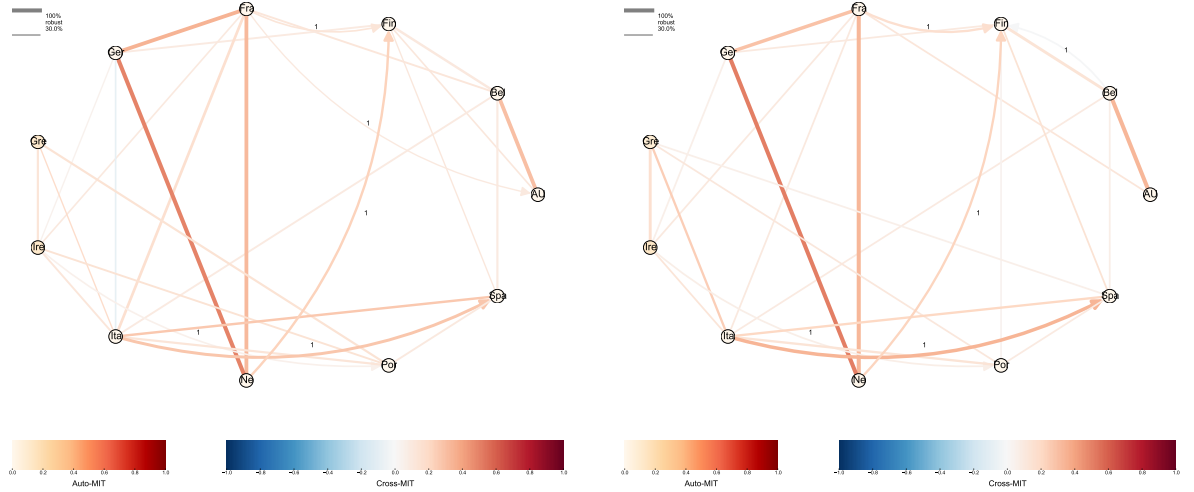 100%
robust
30.0%
Fra
1
Fin
Ger
Bel
1
Gre
AU
1
Ire
Spa
Ita
1
1
Por
Ne
0.0 0.2 0.4 0.6 0.8 1.0
Auto-MIT
−1.0 −0.8 −0.6 −0.4 −0.2 0.0 0.2 0.4 0.6 0.8 1.0
Cross-MIT
100%
robust
30.0%
Fra
1
Fin
1
Ger
Bel
Gre
AU
1
Ire
Spa
Ita
1
1
Por
Ne
0.0 0.2 0.4 0.6 0.8 1.0
Auto-MIT
−1.0 −0.8 −0.6 −0.4 −0.2 0.0 0.2 0.4 0.6 0.8 1.0
Cross-MIT